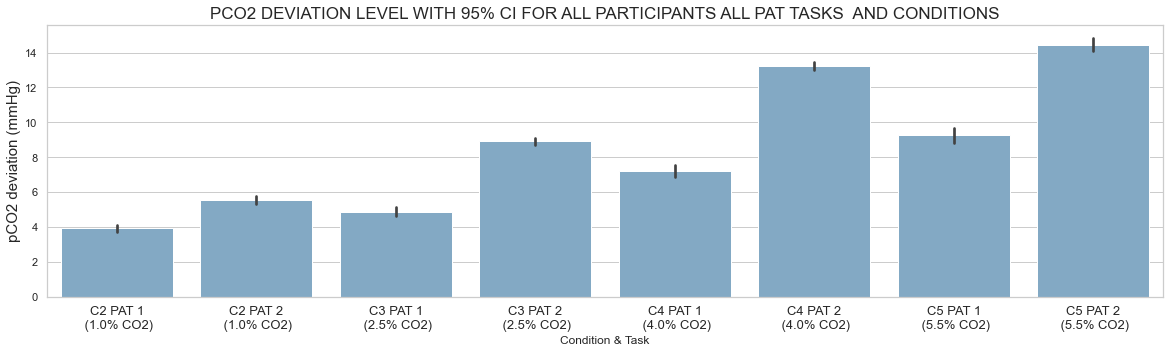 PCO2 DEVIATION LEVEL WITH 95% CI FOR ALL PARTICIPANTS ALL PAT TASKS  AND CONDITIONS
pCO2 deviation (mmHg)
14
12
10
8
6
4
2
0
C2 PAT 1
(1.0% CO2)
C2 PAT 2
(1.0% CO2)
C3 PAT 1
(2.5% CO2)
C3 PAT 2
(2.5% CO2)
C4 PAT 1
(4.0% CO2)
C4 PAT 2
(4.0% CO2)
C5 PAT 1
(5.5% CO2)
C5 PAT 2
(5.5% CO2)
Condition & Task